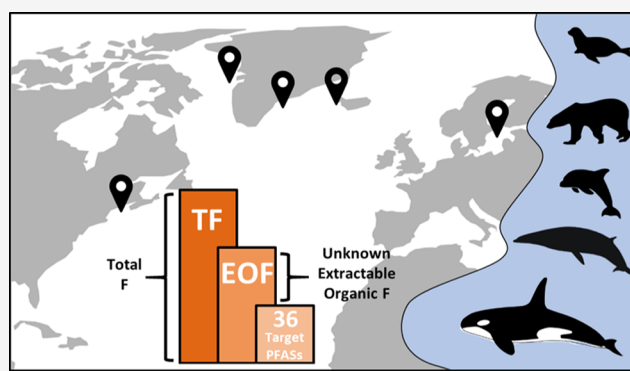 TF
Total
F
EOF
Unknown
Extractable
Organic F
36
Target
PFASs